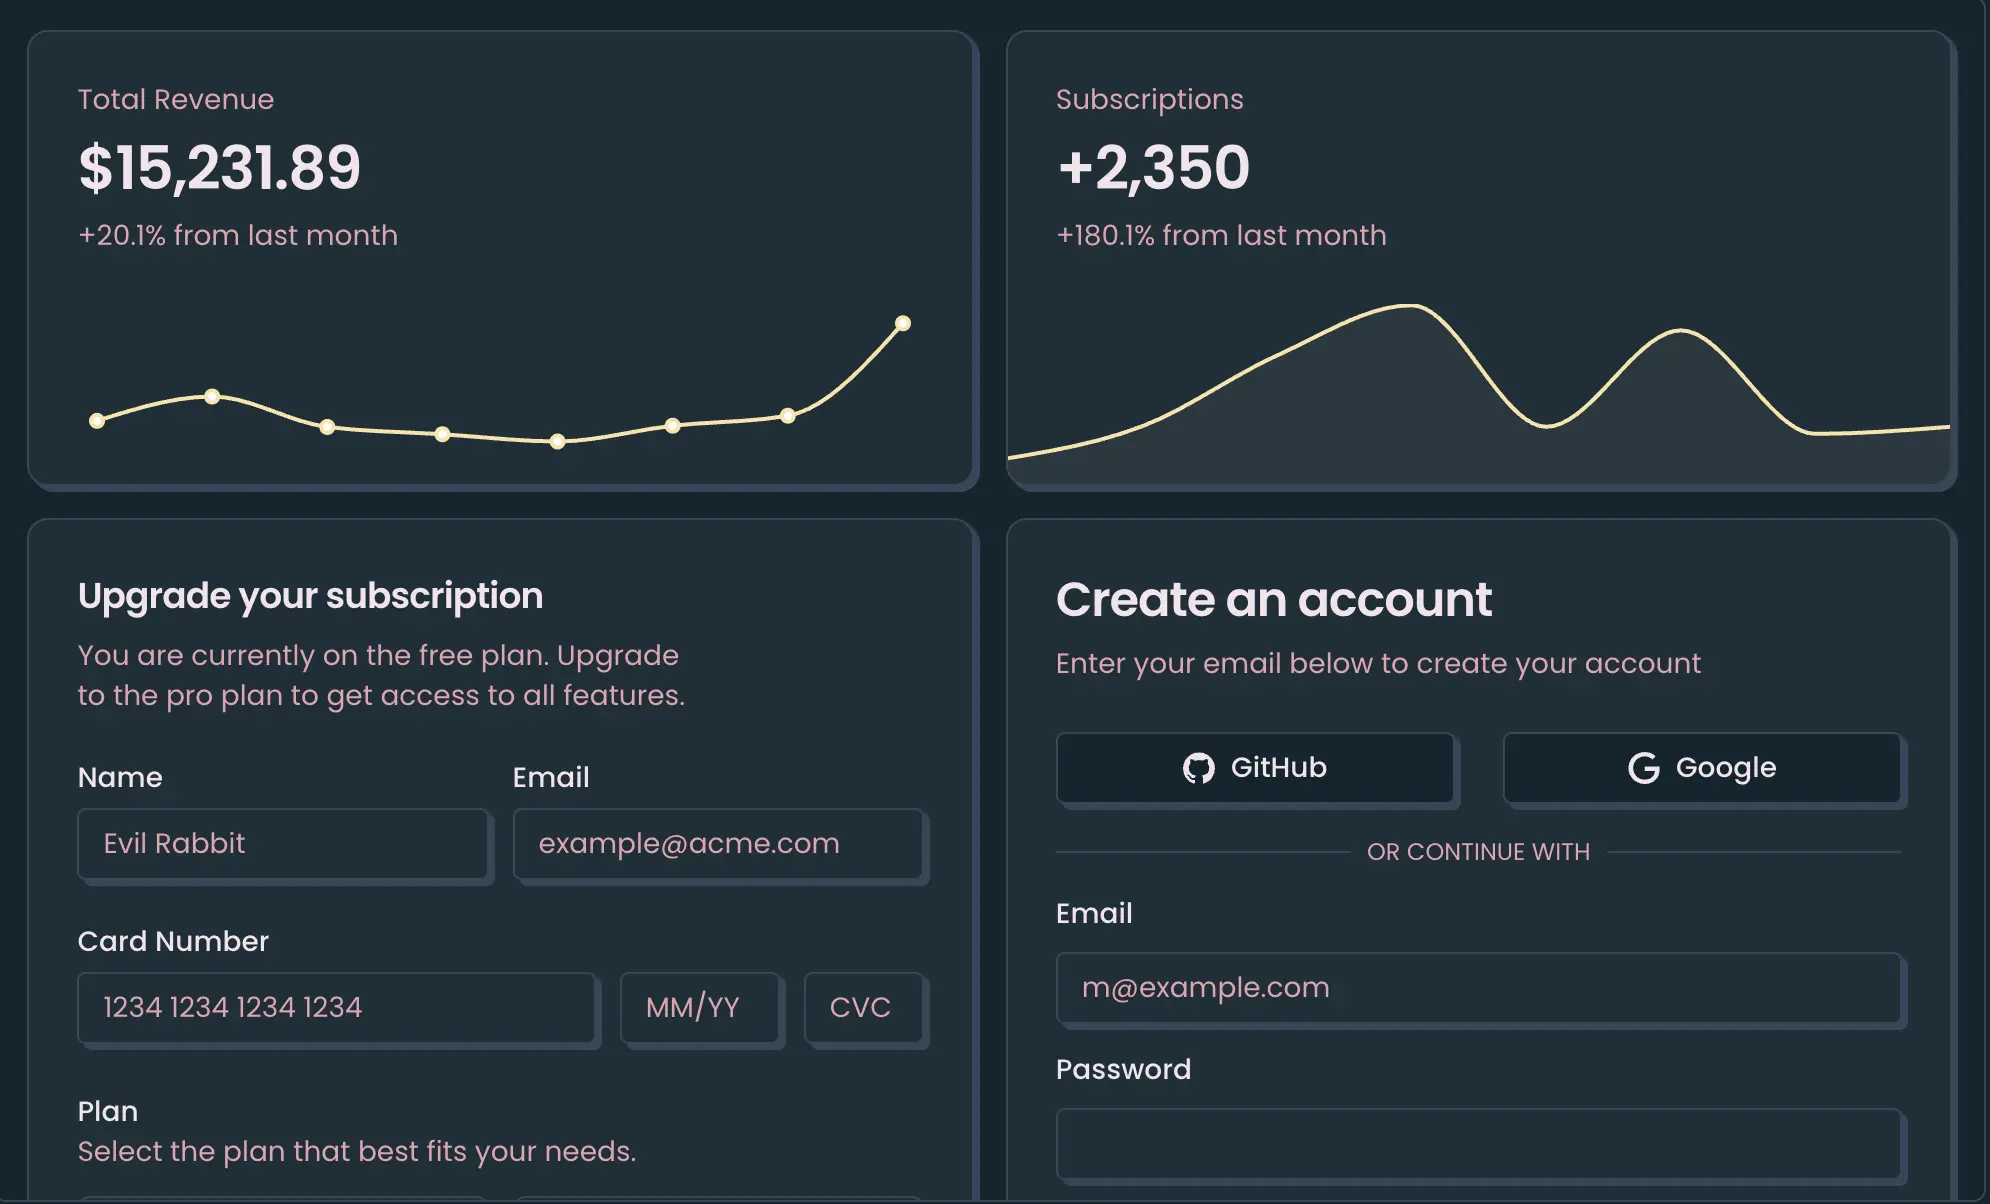 Total Revenue
$15,231.89
+20.1% from last month
Subscriptions
+2,350
+180.1% from last month
Upgrade your subscription
You are currently on the free plan. Upgrade
to the pro plan to get access to all features.
Name
Email
Evil Rabbit
example@acme.com
Card Number
1234 1234 1234 1234
MM/YY
CVC
Plan
Select the plan that best fits your needs.
Create an account
Enter your email below to create your account
GitHub
Google
OR CONTINUE WITH
Email
m@example.com
Password